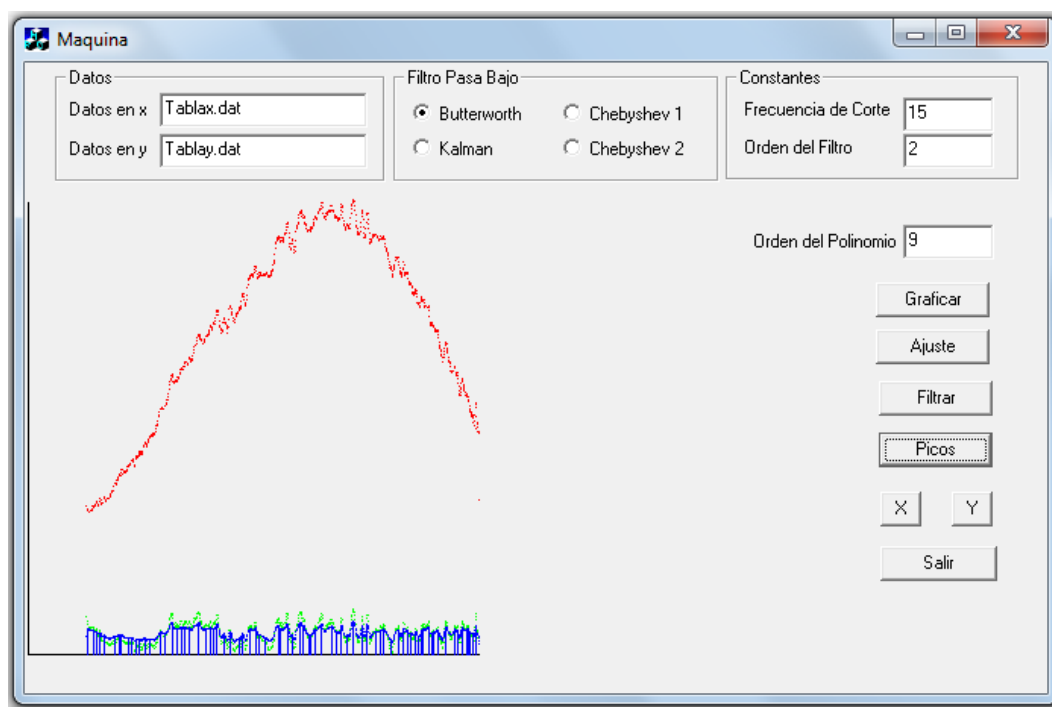 Maquina
Datos
Datos en x Tablax.dat
Datos en y Tablay.dat
Filtro Pasa Bajo
Butterworth Chebyshev 1
Kalman Chebyshev 2
Constantes
Frecuencia de Corte 15
Orden del Filtro 2
Orden del Polinomio 9
Graficar
Ajuste
Filtrar
Picos
X Y
Salir